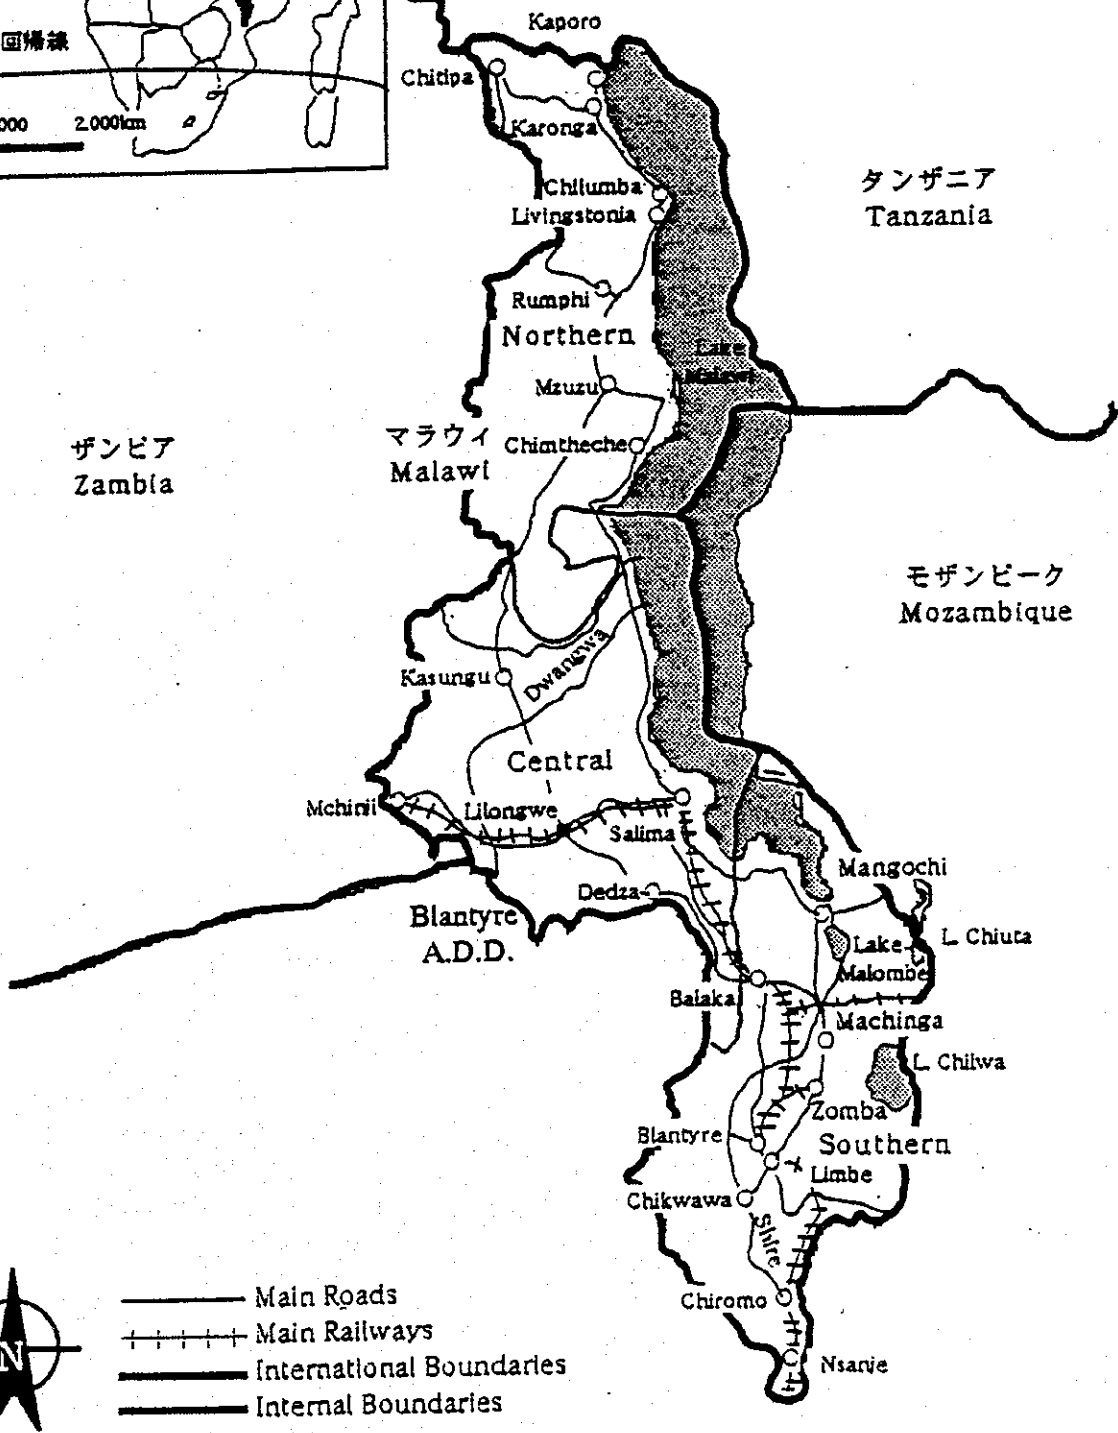 Kaporo
回帰線
Chitipa
000
2.000km
Karonga
タンザニア
Tanzania
Chilumba
Livingstonia
Rumphi
Northern
Lake
Malawi
Mzuzu
ザンビア
Zambia
マラウィ
Malawi
Chimtheche
モザンビーク
Mozambique
Kasungu
Dwangwa
Central
Mchinji
Lilongwe
Salima
Mangochi
Dedza
Blantyre
A.D.D.
L. Chiuta
Lake
Malombe
Balaka
Machinga
L. Chilwa
Zomba
Blantyre
Southern
Limbe
Chikwawa
Shire
Main Roads
Chiromo
Main Railways
N
International Boundaries
Nsanje
Internal Boundaries